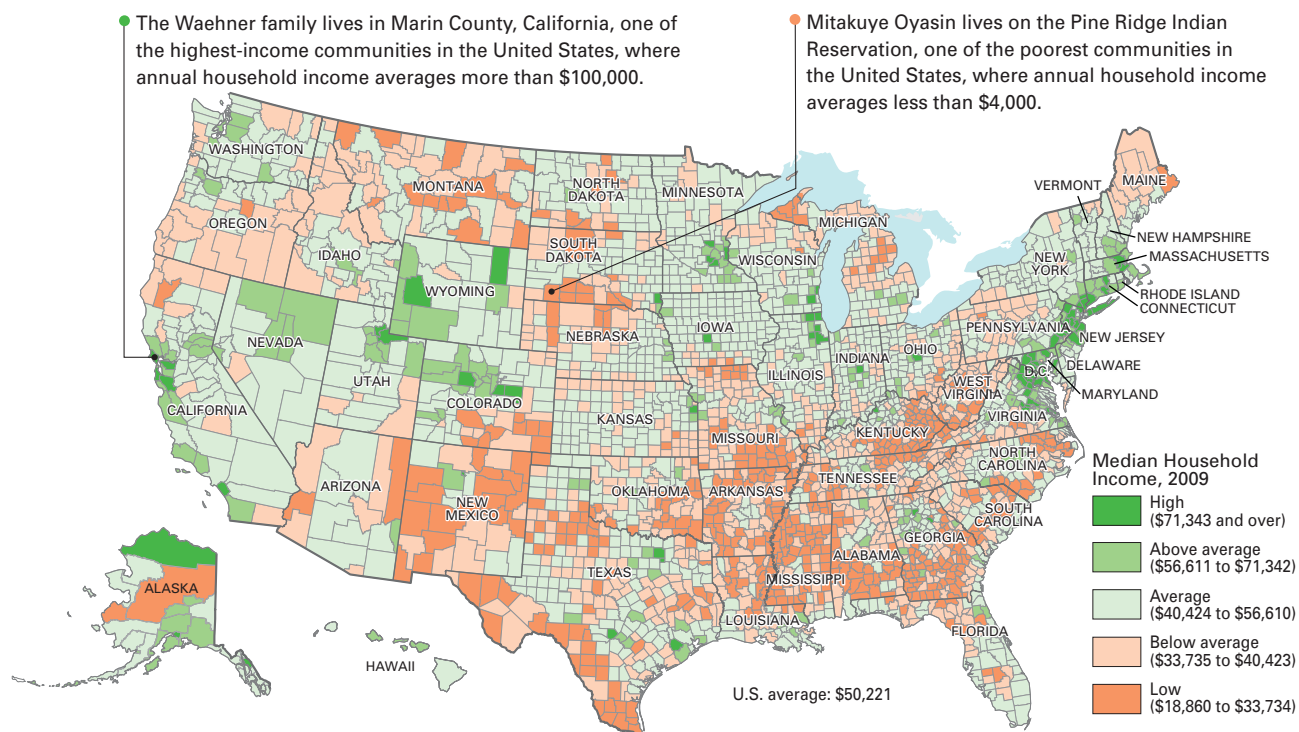 The Waehner family lives in Marin County, California, one of
the highest-income communities in the United States, where
annual household income averages more than $100,000.
Mitakuye Oyasin lives on the Pine Ridge Indian
Reservation, one of the poorest communities in
the United States, where annual household income
averages less than $4,000.
WASHINGTON
MONTANA
NORTH
DAKOTA
MINNESOTA
VERMONT
MAINE
OREGON
IDAHO
SOUTH
DAKOTA
WISCONSIN
MICHIGAN
NEW
YORK
NEW HAMPSHIRE
MASSACHUSETTS
RHODE ISLAND
CONNECTICUT
WYOMING
NEBRASKA
IOWA
PENNSYLVANIA
NEW JERSEY
NEVADA
UTAH
COLORADO
ILLINOIS
INDIANA
OHIO
D.C.
DELAWARE
MARYLAND
WEST
VIRGINIA
VIRGINIA
CALIFORNIA
KANSAS
MISSOURI
KENTUCKY
NORTH
CAROLINA
ARIZONA
NEW
MEXICO
OKLAHOMA
ARKANSAS
TENNESSEE
SOUTH
CAROLINA
GEORGIA
ALABAMA
MISSISSIPPI
TEXAS
LOUISIANA
FLORIDA
ALASKA
HAWAII
U.S. average: $50,221
Median Household
Income, 2009
High
($71,343 and over)
Above average
($56,611 to $71,342)
Average
($40,424 to $56,610)
Below average
($33,735 to $40,423)
Low
($18,860 to $33,734)